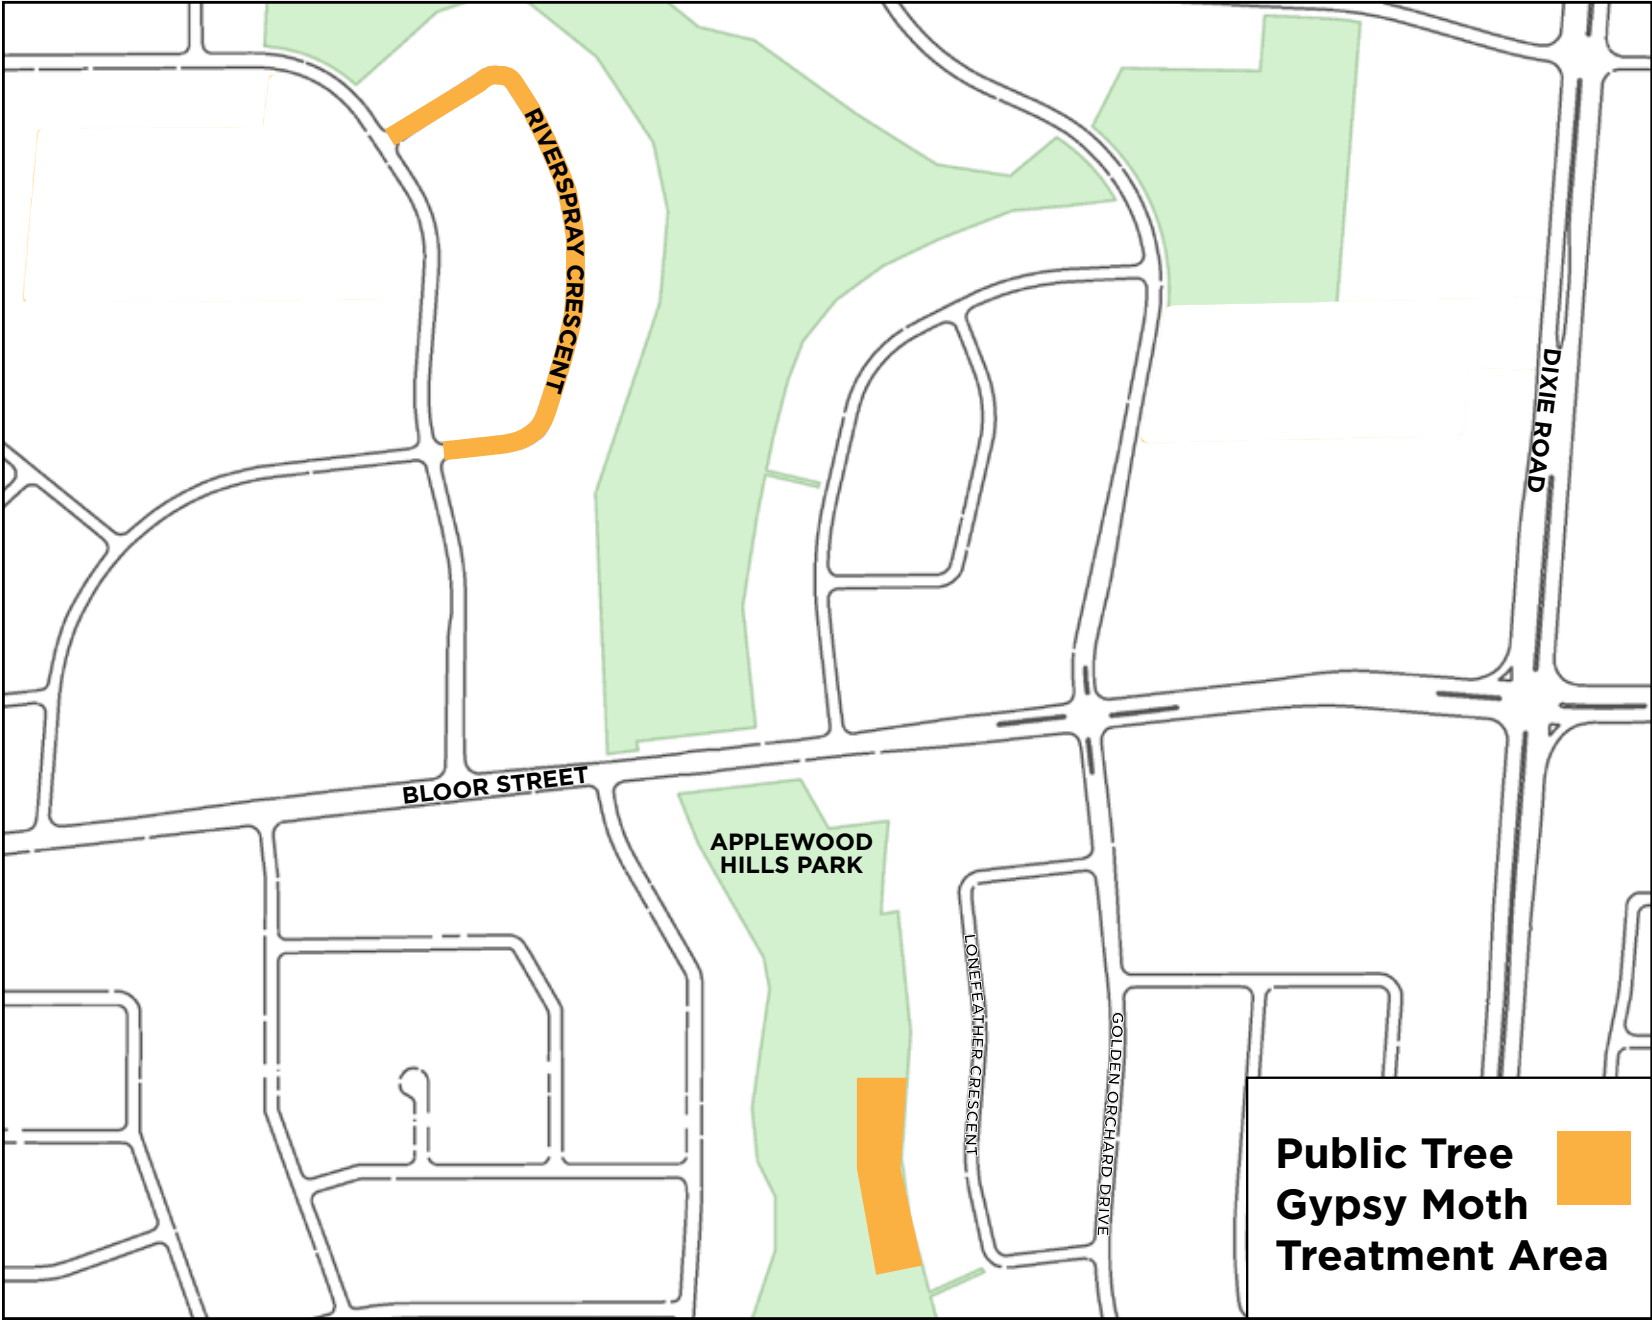 RIVERSPRAY CRESCENT
DIXIE ROAD
BLOOR STREET
APPLEWOOD
HILLS PARK
LONEFEATHER CRESCENT
GOLDEN ORCHARD DRIVE
Public Tree
Gypsy Moth
Treatment Area